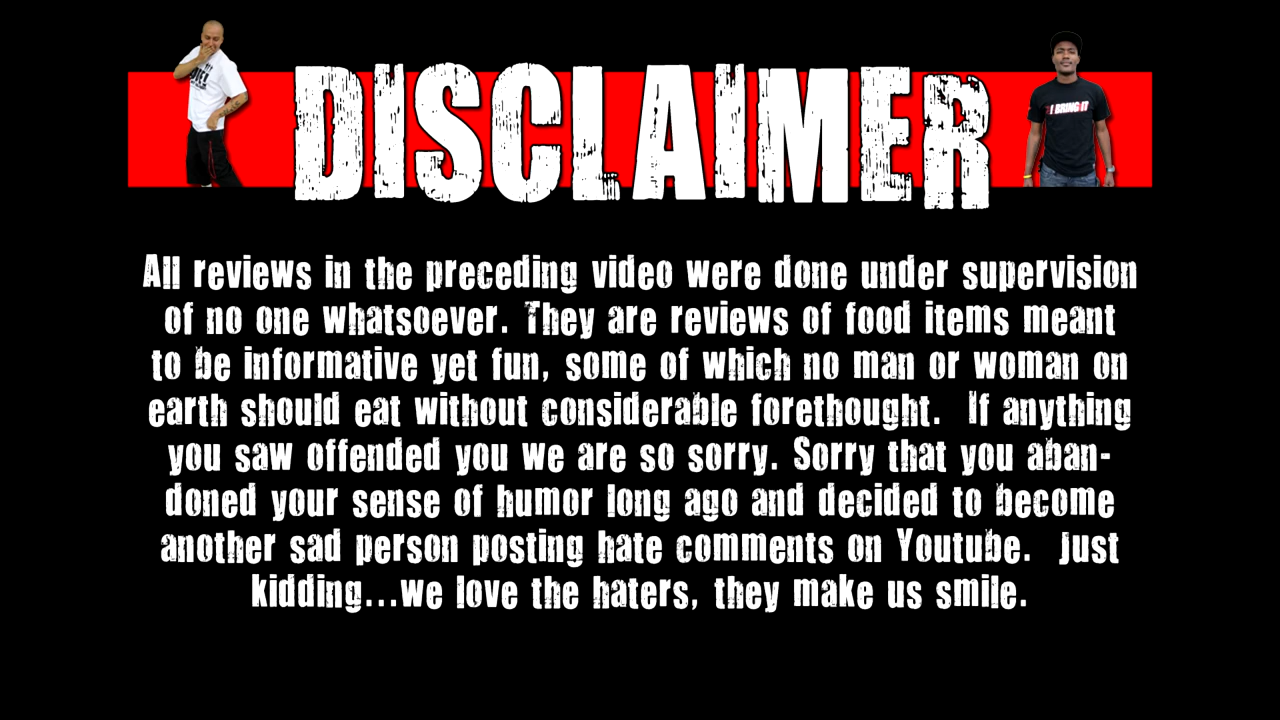 DISCLAIMER
I BRING IT
All reviews in the preceding video were done under supervision
of no one whatsoever. They are reviews of food items meant
to be informative yet fun, some of which no man or woman on
earth should eat without considerable forethought.  If anything
you saw offended you we are so sorry. Sorry that you aban-
doned your sense of humor long ago and decided to become
another sad person posting hate comments on Youtube.  Just
kidding...we love the haters, they make us smile.